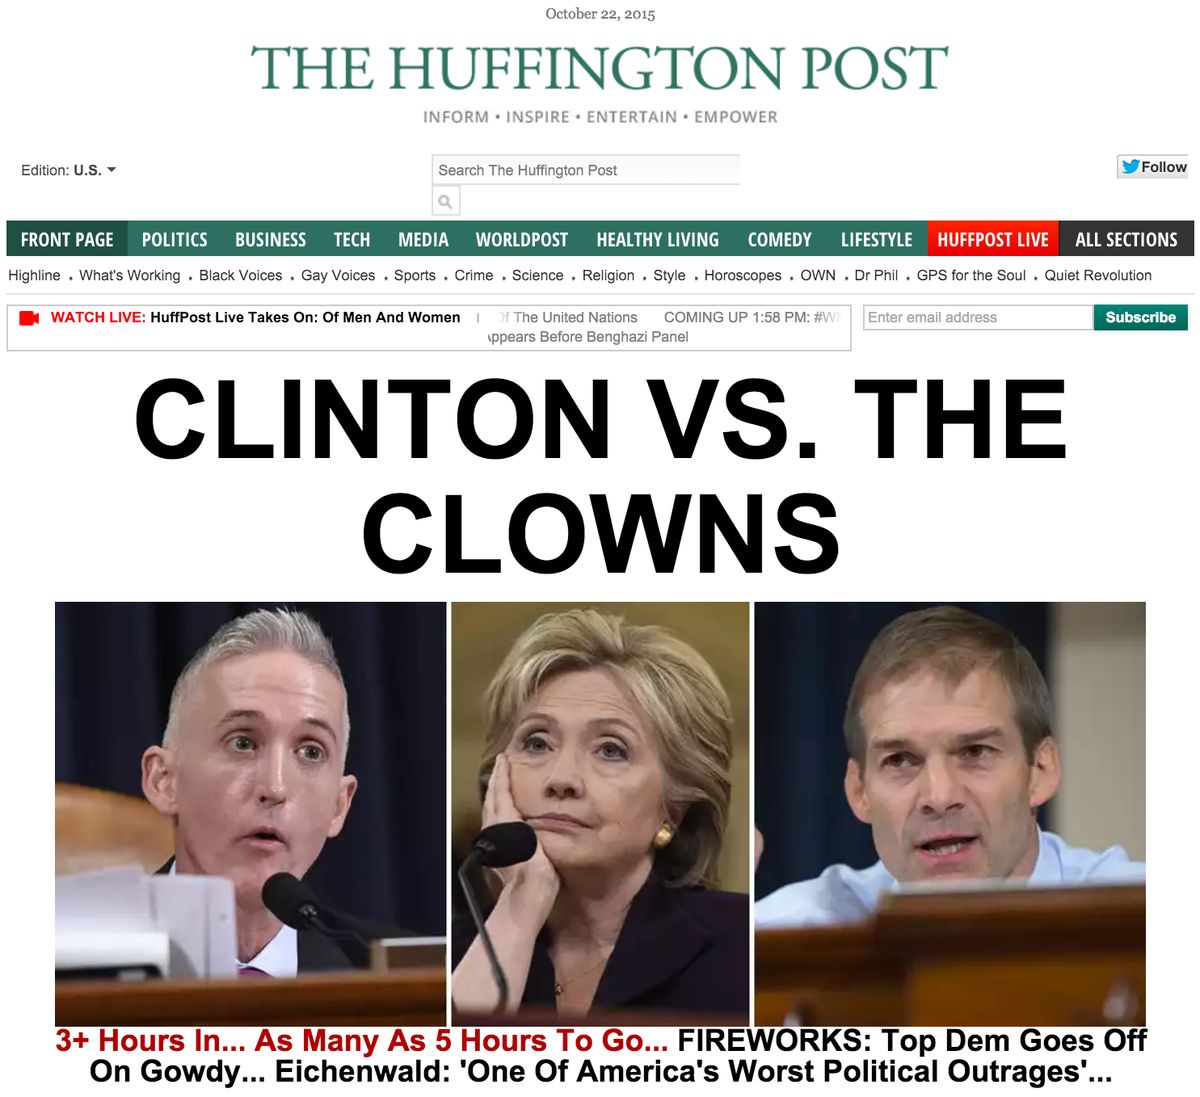 October 22, 2015
THE HUFFINGTON POST
INFORM • INSPIRE • ENTERTAIN • EMPOWER
Edition: U.S.
Search The Huffington Post
Follow
FRONT PAGE POLITICS BUSINESS TECH MEDIA WORLDPOST HEALTHY LIVING COMEDY LIFESTYLE HUFFPOST LIVE ALL SECTIONS
Highline . What's Working . Black Voices . Gay Voices . Sports . Crime . Science . Religion . Style . Horoscopes . OWN . Dr Phil . GPS for the Soul . Quiet Revolution
WATCH LIVE: HuffPost Live Takes On: Of Men And Women | Of The United Nations COMING UP 1:58 PM:
Before Benghazi Panel
Enter email address Subscribe
CLINTON VS. THE
CLOWNS
3+ Hours In... As Many As 5 Hours To Go... FIREWORKS: Top Dem Goes Off
On Gowdy... Eichenwald: 'One Of America's Worst Political Outrages'...